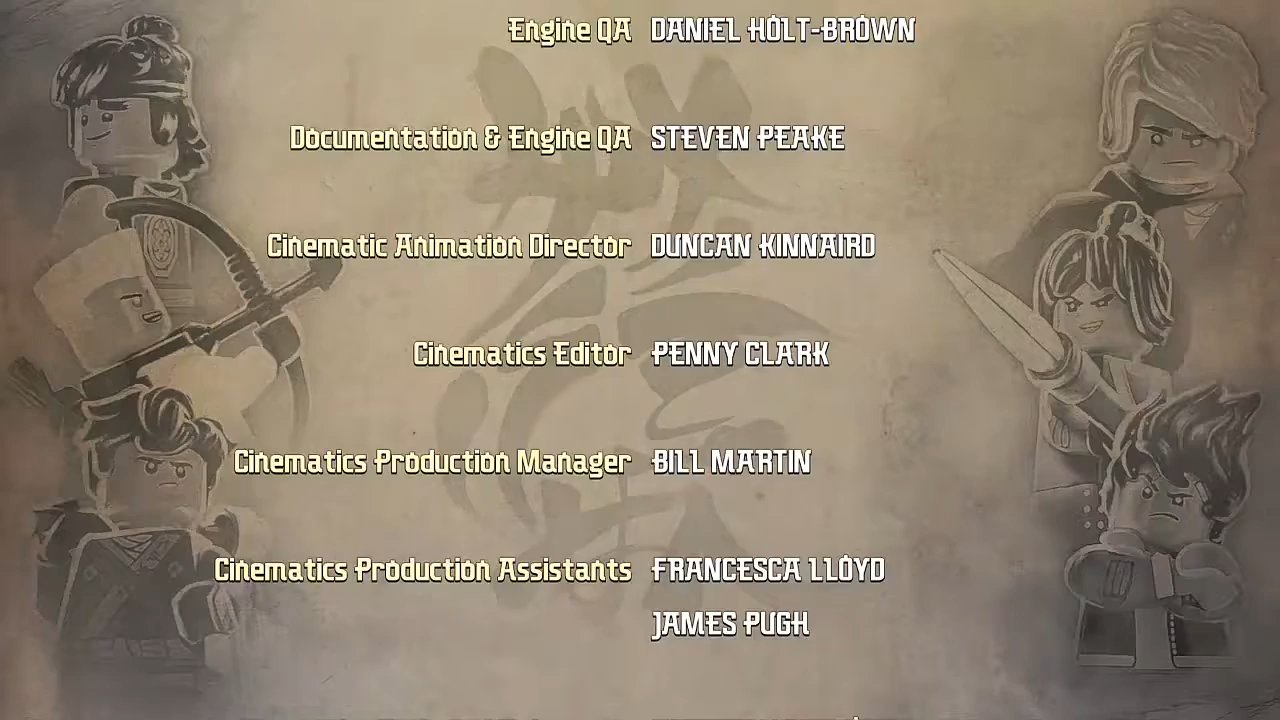 Engine QA DANIEL HOLT-BROWN
Documentation & Engine QA STEVEN PEAKE
Cinematic Animation Director DUNCAN KINNAIRD
Cinematics Editor PENNY CLARK
Cinematics Production Manager BILL MARTIN
Cinematics Production Assistants FRANCESCA LLOYD
JAMES PUGH